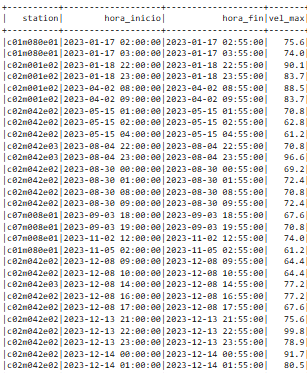 +----------+-------------------+-------------------+-------+
|   station|        hora_inicio|           hora_fin|vel_max|
+----------+-------------------+-------------------+-------+
|c01m080e01|2023-01-17 02:00:00|2023-01-17 02:55:00|   75.6|
|c01m080e01|2023-01-17 03:00:00|2023-01-17 03:55:00|   74.0|
|c02m001e02|2023-01-18 22:00:00|2023-01-18 22:55:00|   90.1|
|c02m001e02|2023-01-18 23:00:00|2023-01-18 23:55:00|   83.7|
|c02m001e02|2023-04-02 08:00:00|2023-04-02 08:55:00|   88.5|
|c02m001e02|2023-04-02 09:00:00|2023-04-02 09:55:00|   83.7|
|c02m042e02|2023-05-15 01:00:00|2023-05-15 01:55:00|   70.8|
|c02m042e02|2023-05-15 02:00:00|2023-05-15 02:55:00|   62.8|
|c02m042e02|2023-05-15 04:00:00|2023-05-15 04:55:00|   61.2|
|c02m042e03|2023-08-04 22:00:00|2023-08-04 22:55:00|   70.8|
|c02m042e03|2023-08-04 23:00:00|2023-08-04 23:55:00|   96.6|
|c02m042e02|2023-08-30 00:00:00|2023-08-30 00:55:00|   69.2|
|c02m042e02|2023-08-30 01:00:00|2023-08-30 01:55:00|   72.4|
|c02m042e02|2023-08-30 08:00:00|2023-08-30 08:55:00|   70.8|
|c02m042e02|2023-08-30 09:00:00|2023-08-30 09:55:00|   72.4|
|c07m008e01|2023-09-03 18:00:00|2023-09-03 18:55:00|   67.6|
|c07m008e01|2023-09-03 19:00:00|2023-09-03 19:55:00|   70.8|
|c07m008e01|2023-11-02 12:00:00|2023-11-02 12:55:00|   74.0|
|c01m080e01|2023-11-05 02:00:00|2023-11-05 02:55:00|   61.2|
|c04m002e02|2023-12-08 09:00:00|2023-12-08 09:55:00|   64.4|
|c04m002e02|2023-12-08 10:00:00|2023-12-08 10:55:00|   64.4|
|c02m042e03|2023-12-08 14:00:00|2023-12-08 14:55:00|   77.2|
|c02m042e02|2023-12-08 16:00:00|2023-12-08 16:55:00|   77.2|
|c02m042e02|2023-12-08 17:00:00|2023-12-08 17:55:00|   67.6|
|c02m042e02|2023-12-13 21:00:00|2023-12-13 21:55:00|   75.6|
|c02m042e02|2023-12-13 22:00:00|2023-12-13 22:55:00|   99.8|
|c02m042e02|2023-12-13 23:00:00|2023-12-13 23:55:00|   78.9|
|c02m042e02|2023-12-14 00:00:00|2023-12-14 00:55:00|   91.7|
|c02m042e02|2023-12-14 01:00:00|2023-12-14 01:55:00|   80.5|